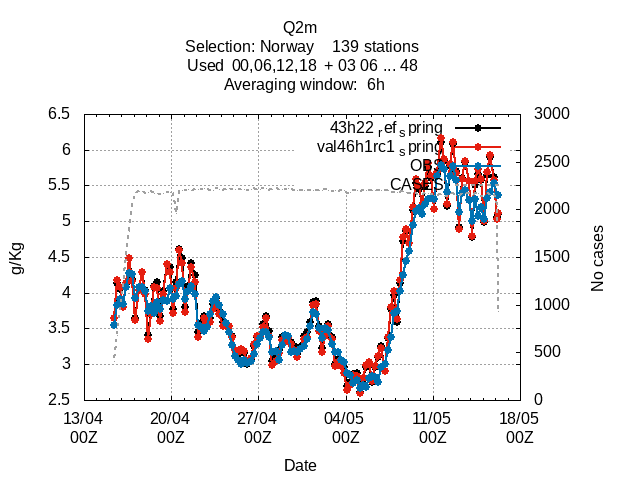 Q2m
Selection: Norway 139 stations
Used 00,06,12,18 + 03 06 ... 48
Averaging window: 6h
43h22_ref_spring
val46h1rc1_spring
OBS
CASES
6.5
6
5.5
5
4.5
4
3.5
3
2.5
3000
2500
2000
1500
1000
500
0
g/Kg
No cases
13/04 20/04 27/04 04/05 11/05 18/05
00Z 00Z 00Z 00Z 00Z 00Z
Date